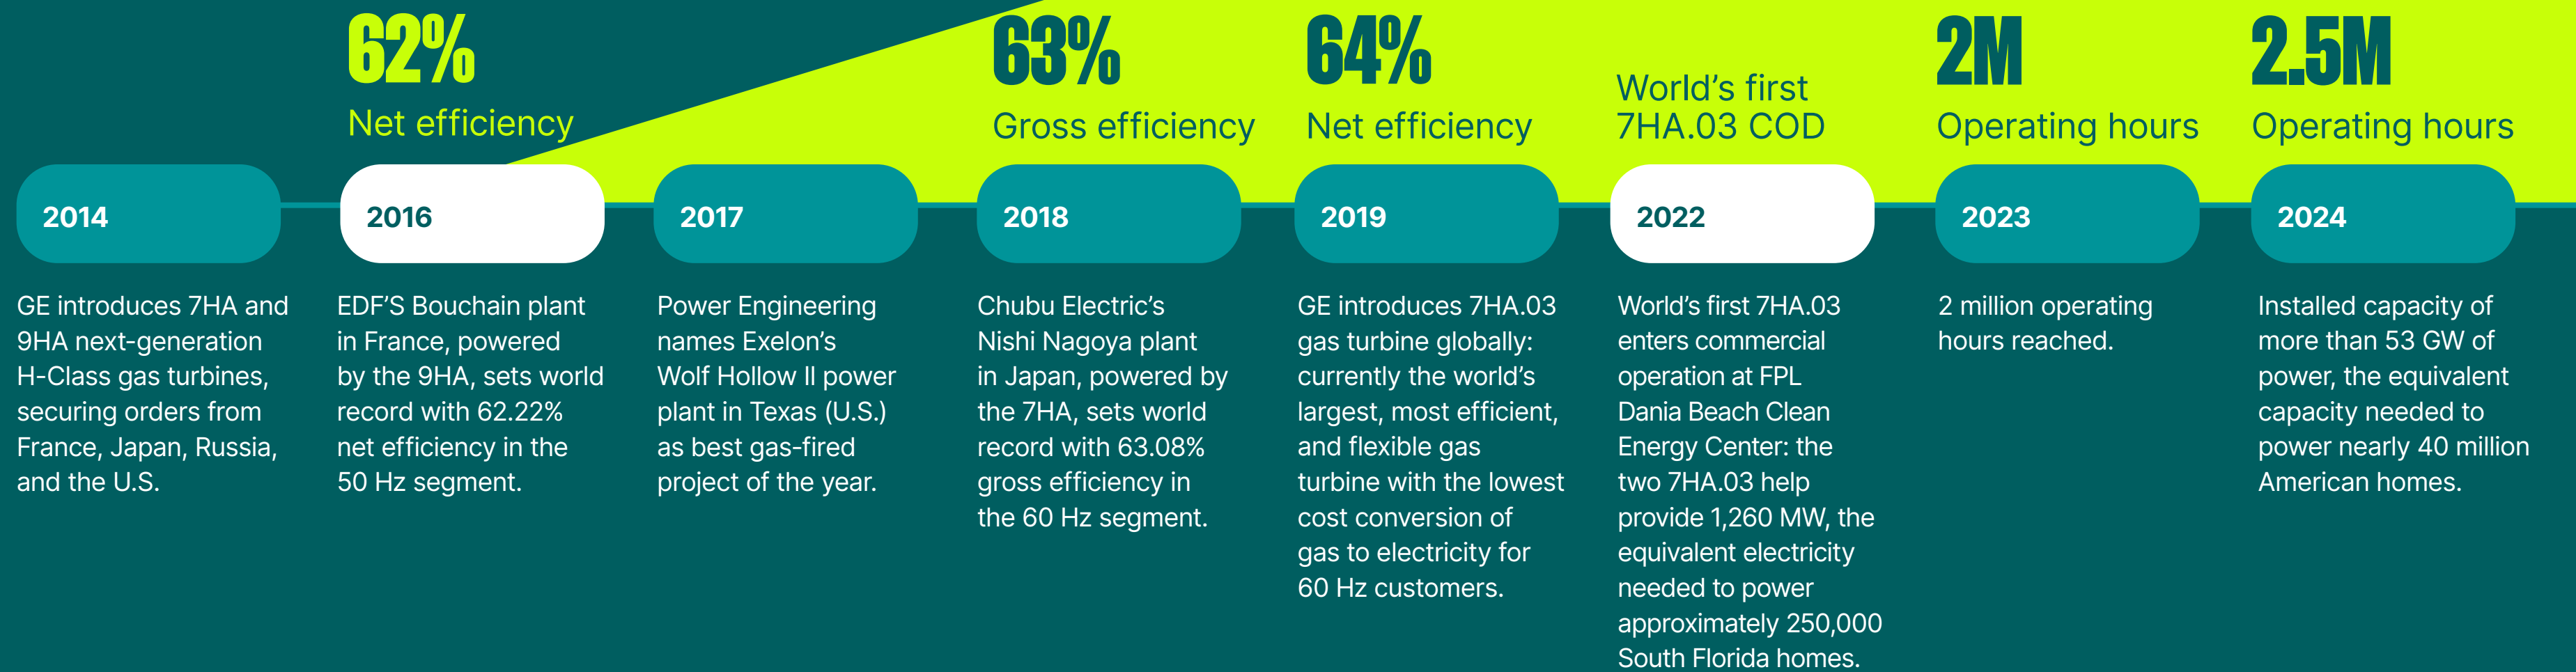 62%
Net efficiency
63%
Gross efficiency
64%
Net efficiency
World’s first
7HA.03 COD
2M
Operating hours
2.5M
Operating hours
2014
GE introduces 7HA and
9HA next-generation
H-Class gas turbines,
securing orders from
France, Japan, Russia,
and the U.S.
2016
EDF’S Bouchain plant
in France, powered
by the 9HA, sets world
record with 62.22%
net efficiency in the
50 Hz segment.
2017
Power Engineering
names Exelon’s
Wolf Hollow II power
plant in Texas (U.S.)
as best gas-fired
project of the year.
2018
Chubu Electric’s
Nishi Nagoya plant
in Japan, powered by
the 7HA, sets world
record with 63.08%
gross efficiency in
the 60 Hz segment.
2019
GE introduces 7HA.03
gas turbine globally:
currently the world’s
largest, most efficient,
and flexible gas
turbine with the lowest
cost conversion of
gas to electricity for
60 Hz customers.
2022
World’s first 7HA.03
enters commercial
operation at FPL
Dania Beach Clean
Energy Center: the
two 7HA.03 help
provide 1,260 MW, the
equivalent electricity
needed to power
approximately 250,000
South Florida homes.
2023
2 million operating
hours reached.
2024
Installed capacity of
more than 53 GW of
power, the equivalent
capacity needed to
power nearly 40 million
American homes.